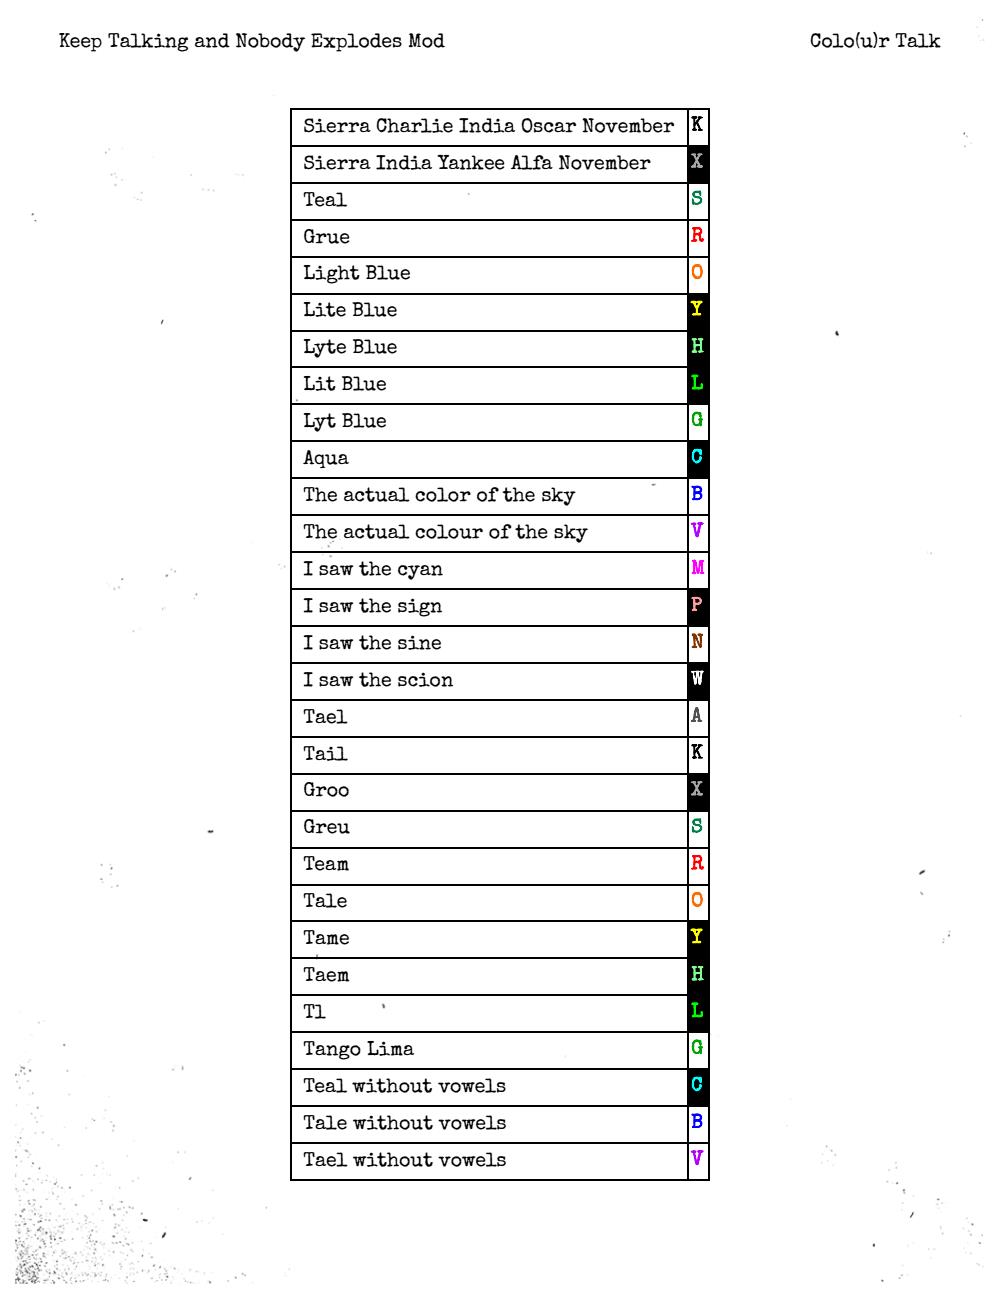 Keep Talking and Nobody Explodes Mod Colo(u)r Talk
Sierra Charlie India Oscar November K
Sierra India Yankee Alfa November X
Teal S
Grue R
Light Blue O
Lite Blue Y
Lyte Blue H
Lit Blue L
Lyt Blue G
Aqua C
The actual color of the sky B
The actual colour of the sky V
I saw the cyan M
I saw the sign P
I saw the sine N
I saw the scion W
Tael A
Tail K
Groo X
Greu S
Team R
Tale O
Tame Y
Taem H
Tl L
Tango Lima G
Teal without vowels C
Tale without vowels B
Tael without vowels V